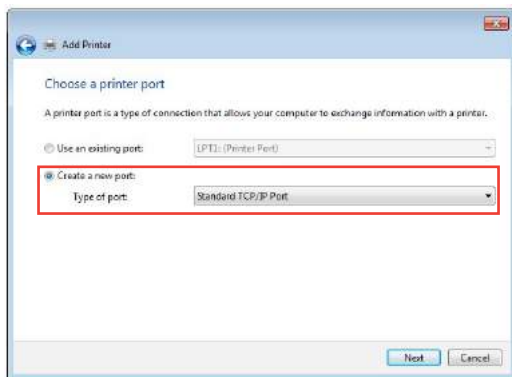 Add Printer
Choose a printer port
A printer port is a type of connection that allows your computer to exchange information with a printer.
Use an existing port: LPT1: (Printer Port)
Create a new port:
Type of port: Standard TCP/IP Port
Next Cancel